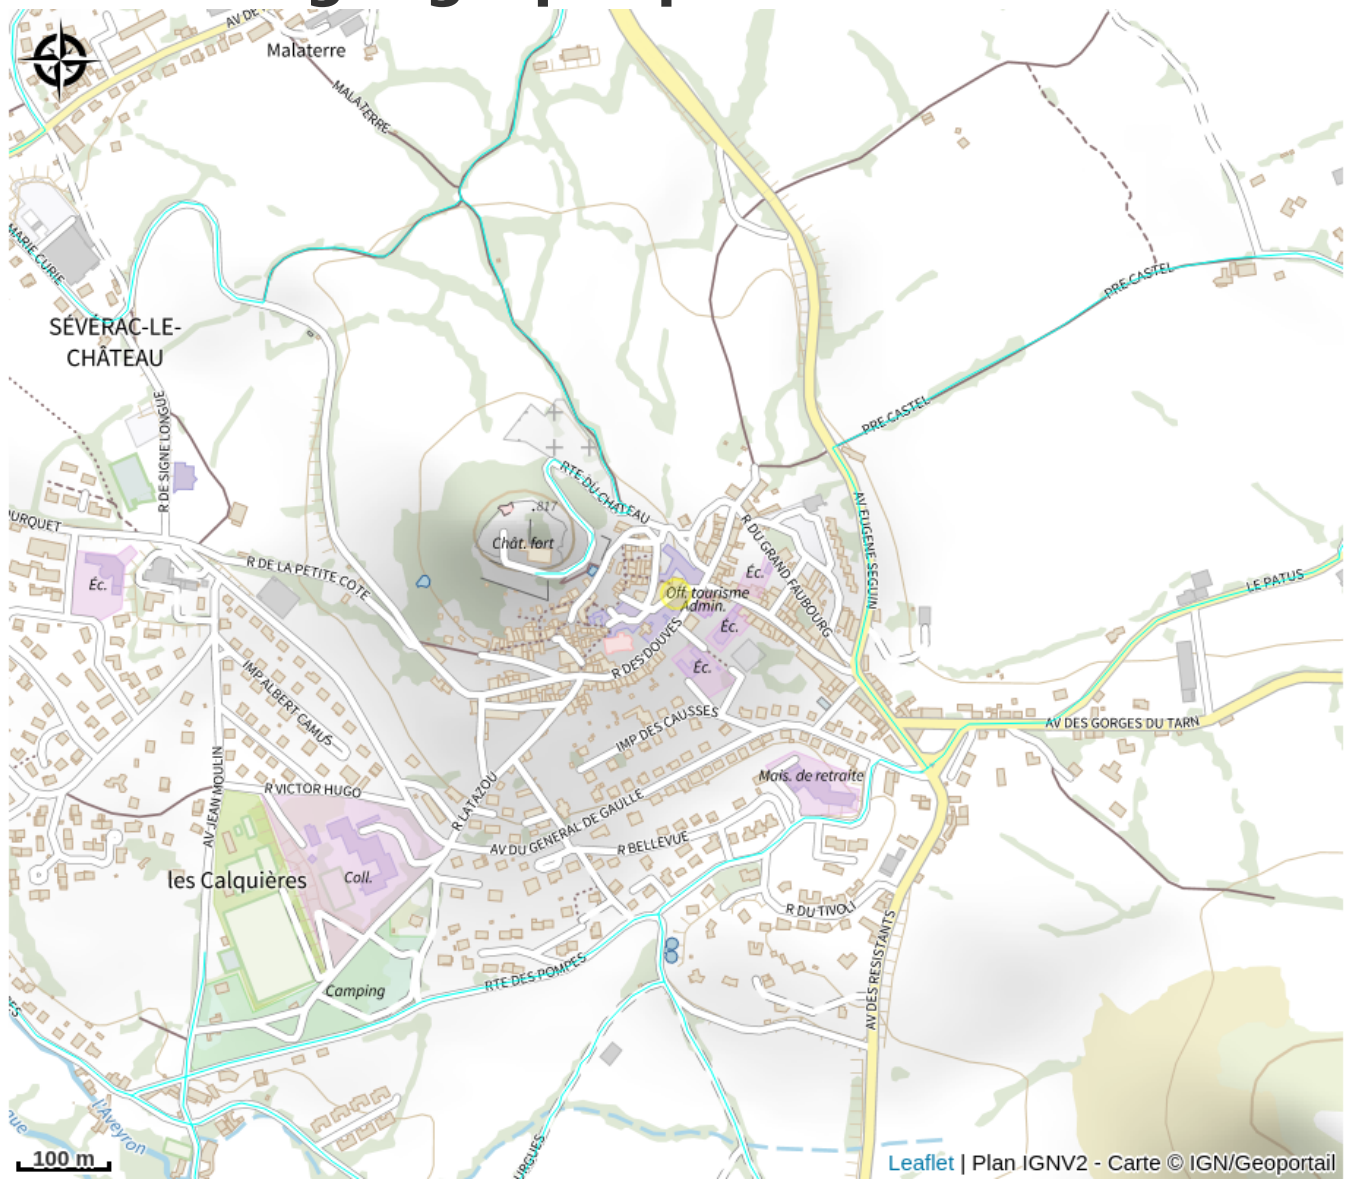 AV DE
Malaterre
MALATERRE
MARIE CURIE
SÉVÉRAC-LE-
CHÂTEAU
PRE CASTEL
PRE CASTEL
R DE SIGNE LONGUE
RTE DU CHATEAU
817
Chât. fort
AV EUGENE SEGUIN
R DU GRAND FAUBOURG
OURQUET
Éc.
R DE LA PETITE COTE
Éc.
Off. tourisme
Admin.
Éc.
LE PATUS
R DES DOUVES
Éc.
IMP ALBERT CAMUS
IMP DES CAUSSES
AV DES GORGES DU TARN
AV JEAN MOULIN
R VICTOR HUGO
R LATAZOU
Mais. de retraite
AV DU GENERAL DE GAULLE
R BELLEVUE
les Calquières
Coll.
R DU TIVOLI
AV DES RESISTANTS
Camping
RTE DES POMPES
ES
l'Aveyron
que
URGUES
100 m
Leaflet | Plan IGNV2 - Carte © IGN/Geoportail